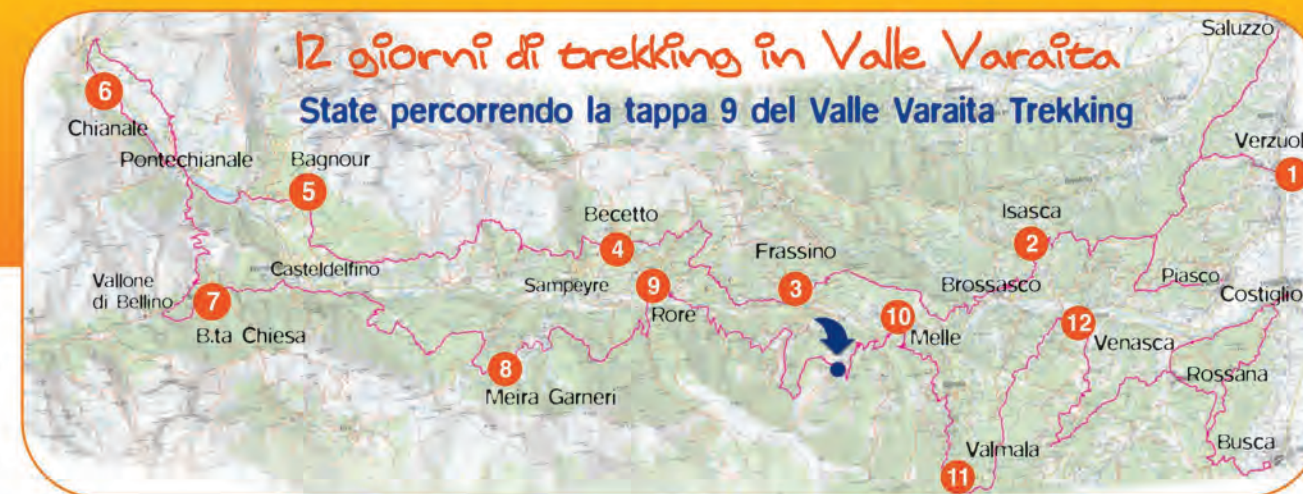 12 giorni di trekking in Valle Varaita
State percorrendo la tappa 9 del Valle Varaita Trekking
Saluzzo
6
Chianale
Verzuol
1
Pontechianale
Bagnour
5
Becetto
4
Isasca
2
Frassino
3
Vallone
di Bellino
7
B.ta Chiesa
Casteldelfino
Sampeyre
9
Rore
Brossasco
Piasco
Costiglio
10
Melle
12
Venasca
8
Meira Garneri
Rossana
Valmala
11
Busca